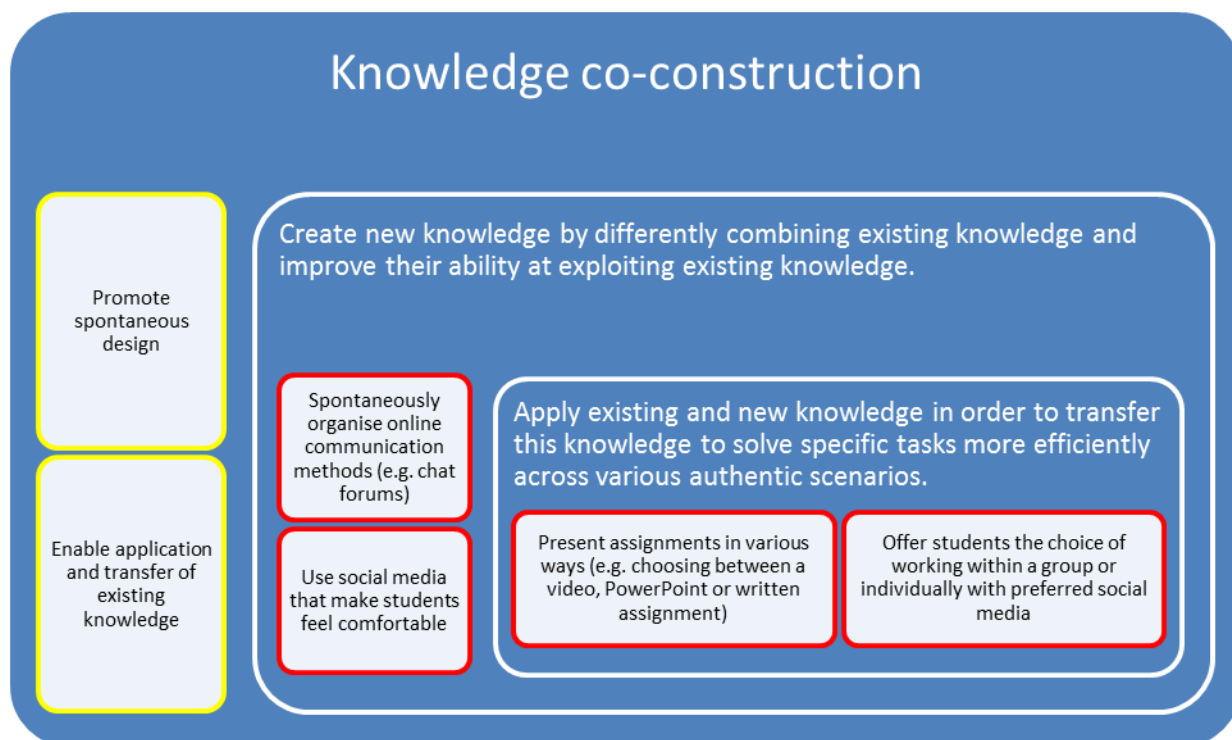 Knowledge co-construction
Promote
spontaneous
design
Enable application
and transfer of
existing
knowledge
Create new knowledge by differently combining existing knowledge and
improve their ability at exploiting existing knowledge.
Spontaneously
organise online
communication
methods (e.g. chat
forums)
Use social media
that make students
feel comfortable
Apply existing and new knowledge in order to transfer
this knowledge to solve specific tasks more efficiently
across various authentic scenarios.
Present assignments in various
ways (e.g. choosing between a
video, PowerPoint or written
assignment)
Offer students the choice of
working within a group or
individually with preferred social
media